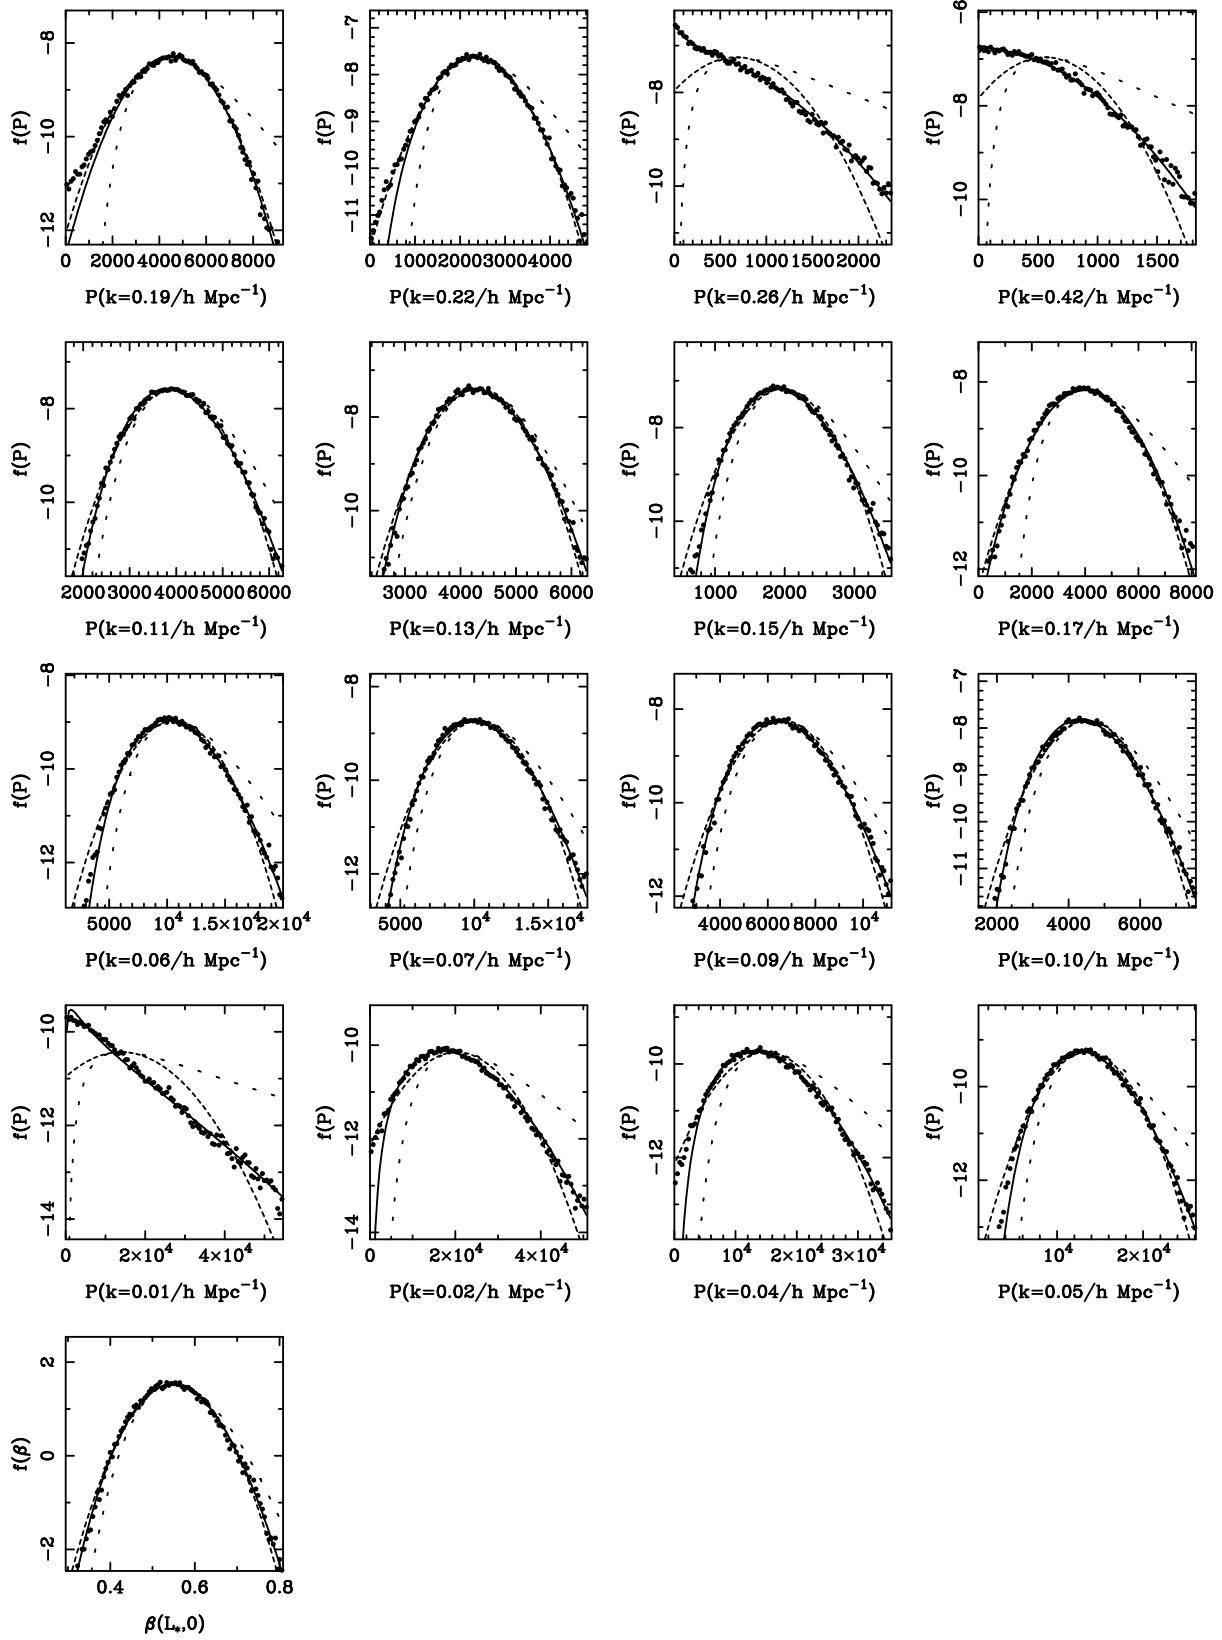 -8 -10 -12
f(P)
0 2000 4000 6000 8000
P(k=0.19/h Mpc⁻¹)
-7 -8 -9 -10 -11
f(P)
0 1000 2000 3000 4000
P(k=0.22/h Mpc⁻¹)
-8 -10
f(P)
0 500 1000 1500 2000
P(k=0.26/h Mpc⁻¹)
-6 -8 -10
f(P)
0 500 1000 1500
P(k=0.42/h Mpc⁻¹)
-8 -10
f(P)
2000 3000 4000 5000 6000
P(k=0.11/h Mpc⁻¹)
-8 -10
f(P)
3000 4000 5000 6000
P(k=0.13/h Mpc⁻¹)
-8 -10
f(P)
1000 2000 3000
P(k=0.15/h Mpc⁻¹)
-8 -10 -12
f(P)
0 2000 4000 6000 8000
P(k=0.17/h Mpc⁻¹)
-8 -10 -12
f(P)
5000 10⁴ 1.5×10⁴ 2×10⁴
P(k=0.06/h Mpc⁻¹)
-8 -10 -12
f(P)
5000 10⁴ 1.5×10⁴
P(k=0.07/h Mpc⁻¹)
-8 -10 -12
f(P)
4000 6000 8000 10⁴
P(k=0.09/h Mpc⁻¹)
-7 -8 -9 -10 -11
f(P)
2000 4000 6000
P(k=0.10/h Mpc⁻¹)
-10 -12 -14
f(P)
0 2×10⁴ 4×10⁴
P(k=0.01/h Mpc⁻¹)
-10 -12 -14
f(P)
0 2×10⁴ 4×10⁴
P(k=0.02/h Mpc⁻¹)
-10 -12
f(P)
0 10⁴ 2×10⁴ 3×10⁴
P(k=0.04/h Mpc⁻¹)
-10 -12
f(P)
10⁴ 2×10⁴
P(k=0.05/h Mpc⁻¹)
2 0 -2
f(β)
0.4 0.6 0.8
β(L*,0)